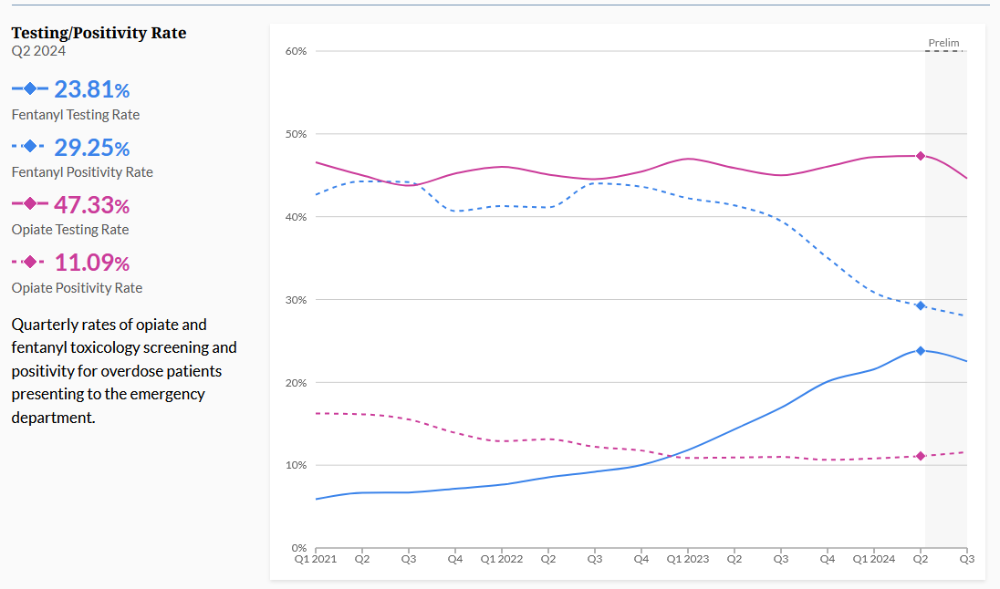 Testing/Positivity Rate
Q2 2024
23.81%
Fentanyl Testing Rate
29.25%
Fentanyl Positivity Rate
47.33%
Opiate Testing Rate
11.09%
Opiate Positivity Rate
Quarterly rates of opiate and
fentanyl toxicology screening and
positivity for overdose patients
presenting to the emergency
department.
Prelim
60%
50%
40%
30%
20%
10%
0%
Q1 2021 Q2 Q3 Q4 Q1 2022 Q2 Q3 Q4 Q1 2023 Q2 Q3 Q4 Q1 2024 Q2 Q3